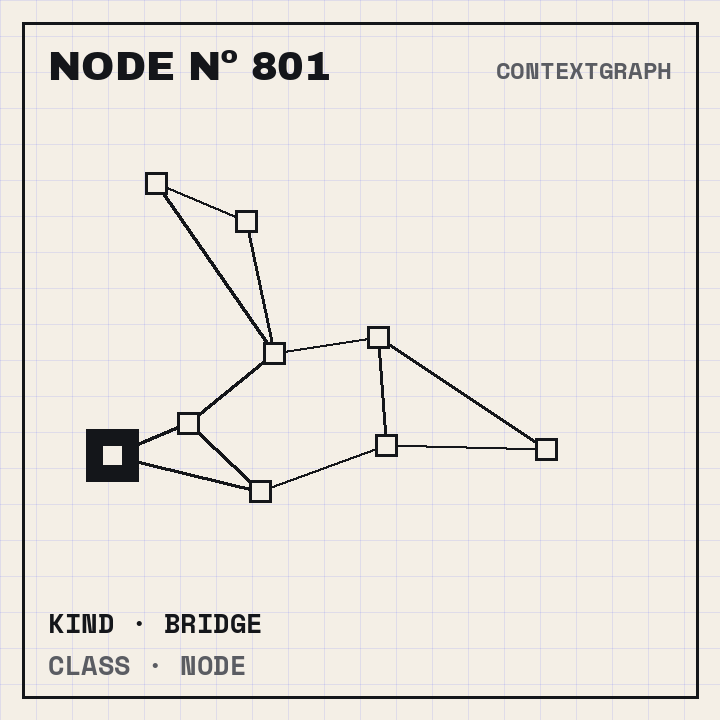 NODE Nº 801
CONTEXTGRAPH
KIND · BRIDGE
CLASS · NODE